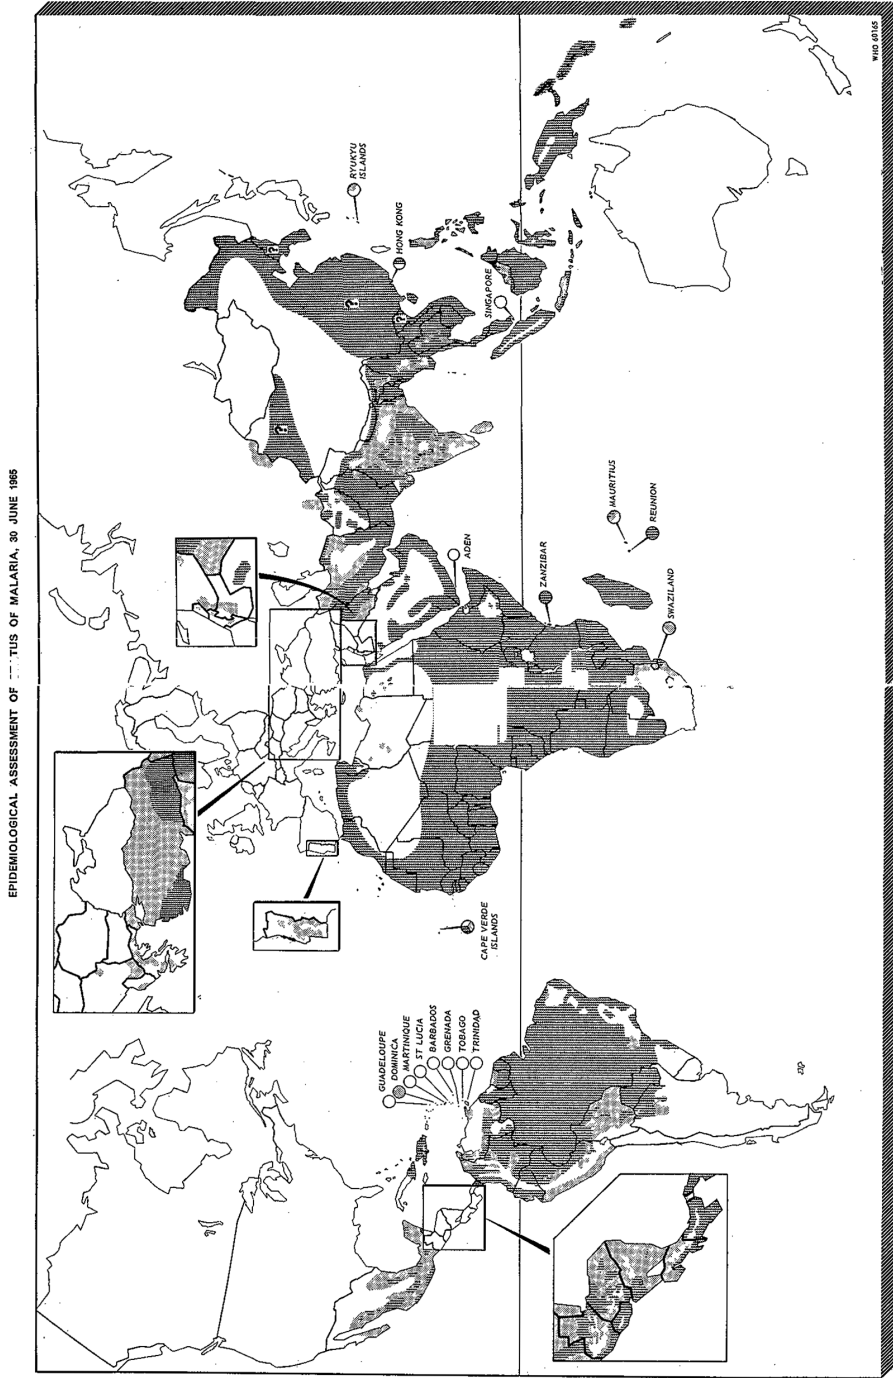 EPIDEMIOLOGICAL ASSESSMENT OF TUS OF MALARIA, 30 JUNE 1965
GUADELOUPE
DOMINICA
MARTINIQUE
ST LUCIA
BARBADOS
GRENADA
TOBAGO
TRINIDAD
CAPE VERDE
ISLANDS
ADEN
ZANZIBAR
SWAZILAND
MAURITIUS
REUNION
SINGAPORE
HONG KONG
RYUKYU
ISLANDS
?
?
?
?
WHO 60165